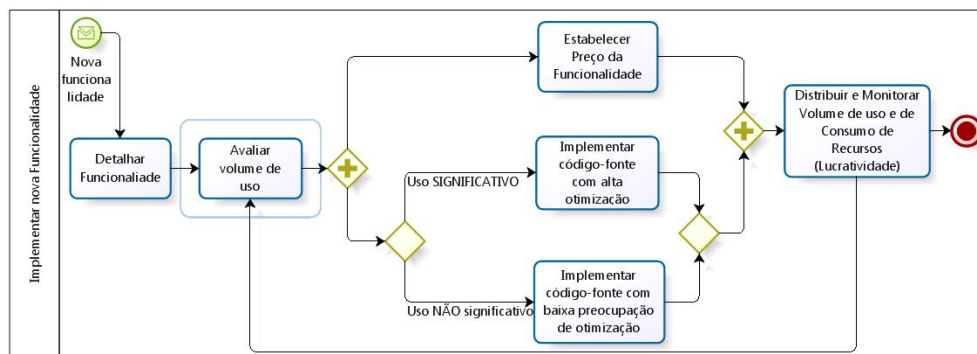 Implementar nova Funcionalidade
Nova
funciona
lidade
Detalhar
Funcionaliade
Avaliar
volume de
uso
Estabelecer
Preço da
Funcionalidade
Uso SIGNIFICATIVO
Implementar
código-fonte
com alta
otimização
Uso NÃO significativo
Implementar
código-fonte com
baixa preocupação
de otimização
Distribuir e Monitorar
Volume de uso e de
Consumo de
Recursos
(Lucratividade)